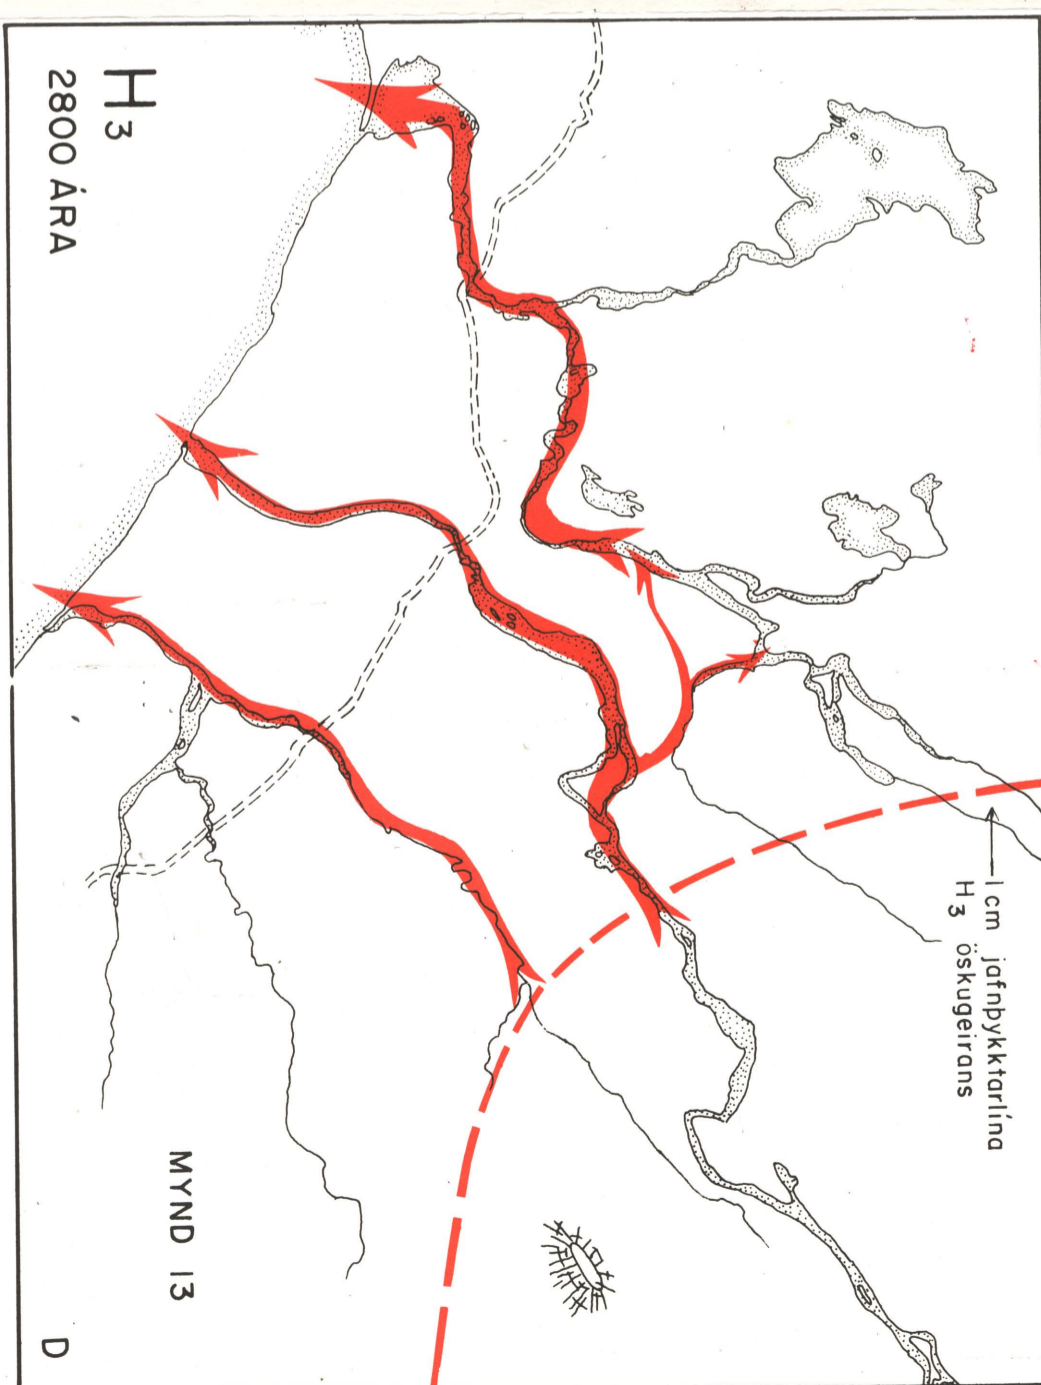 H3
2800 ÁRA
1cm jafnþykktarlína
H3 öskugeirans
MYND 13
D